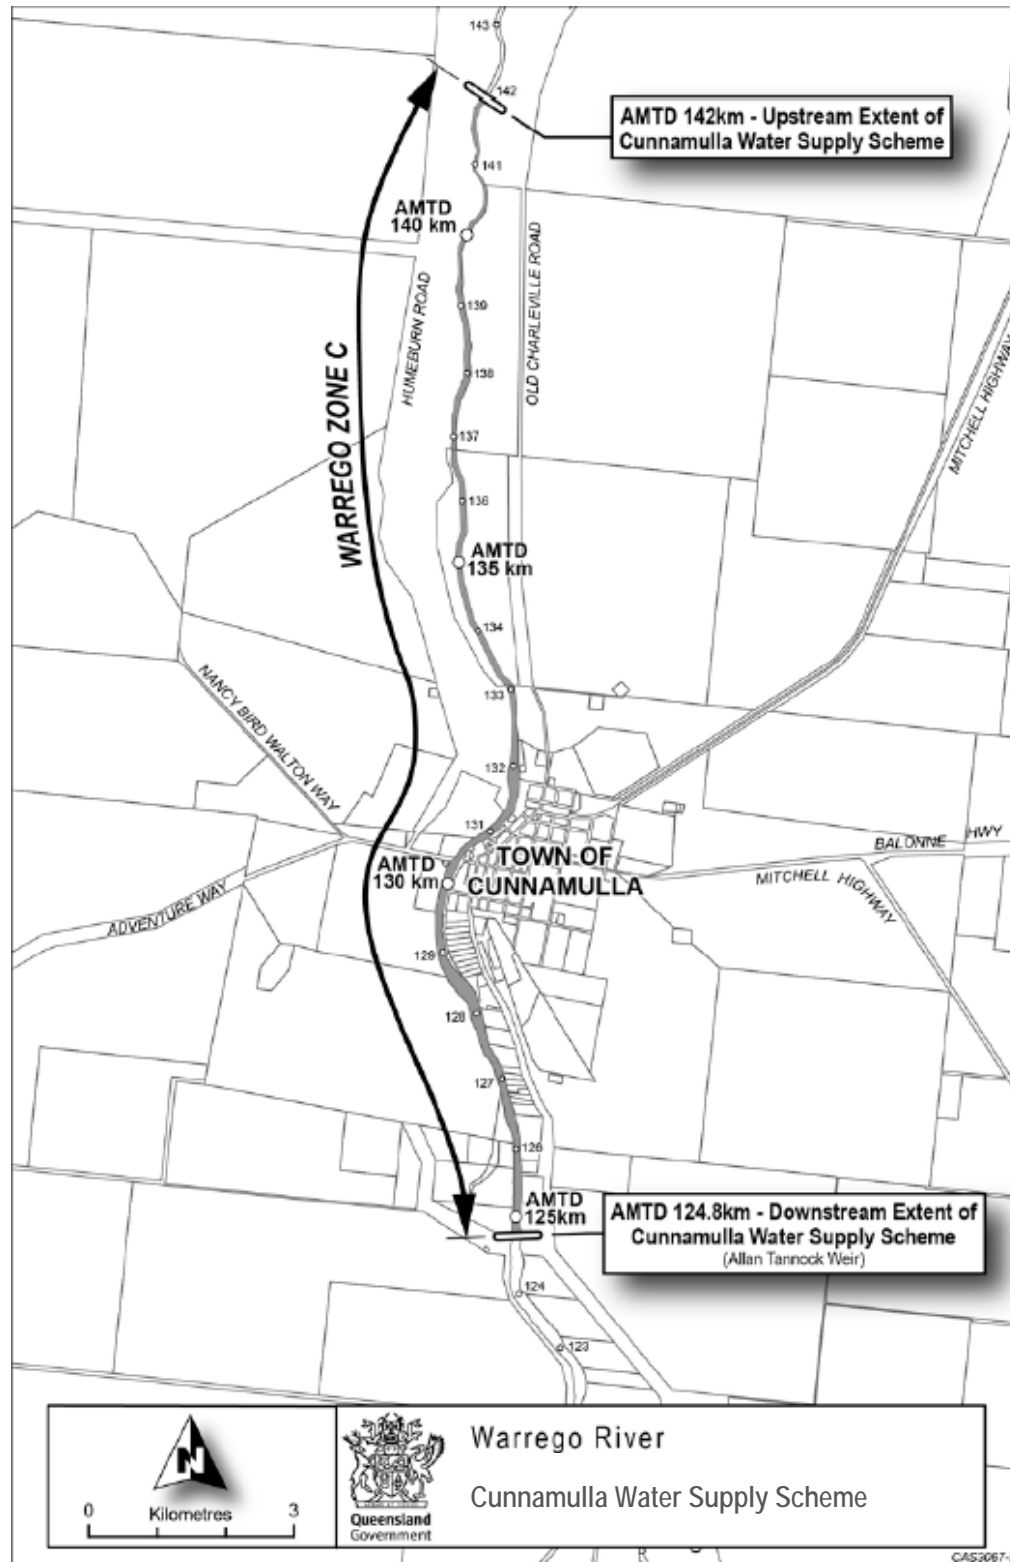 143
142
AMTD 142km - Upstream Extent of
Cunnamulla Water Supply Scheme
141
AMTD
140 km
OLD CHARLEVILLE ROAD
HUMEBURN ROAD
139
MITCHELL HIGHWAY
138
WARREGO ZONE C
137
136
AMTD
135 km
134
NANCY BIRD WALTON WAY
133
132
131
BALONNE HWY
TOWN OF
CUNNAMULLA
AMTD
130 km
MITCHELL HIGHWAY
ADVENTURE WAY
129
128
127
126
AMTD
125km
AMTD 124.8km - Downstream Extent of
Cunnamulla Water Supply Scheme
(Allan Tannock Weir)
124
123
N
0 Kilometres 3
Queensland
Government
Warrego River
Cunnamulla Water Supply Scheme